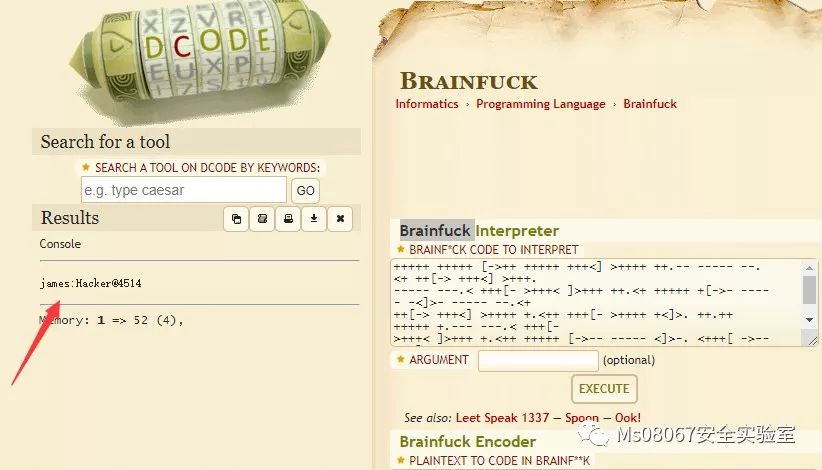 DCODE
Search for a tool
★ SEARCH A TOOL ON DCODE BY KEYWORDS:
e.g. type caesar
GO
Results
Console
james:Hacker@4514
Memory: 1 => 52 (4),
BRAINFUCK
Informatics › Programming Language › Brainfuck
Brainfuck Interpreter
★ BRAINF*CK CODE TO INTERPRET
+++++ +++++ [->++ +++++ +++<] >++++ ++.-- ----- --.
<+ ++[-> +++<] >+++.
----- ---.< +++[- >+++< ]>+++ ++.<+ +++++ +[->- ----
- -<]>- ----- --.<+
++[-> +++<] >++++ +.<++ +++[- >++++ +<]>. ++.++
+++++ +.--- ---.< +++[-
>+++< ]>+++ +.<++ +++++ [->-- ----- <]>-. <+++[ ->--
★ ARGUMENT
(optional)
EXECUTE
See also: Leet Speak 1337 — Spoon — Ook!
Ms08067安全实验室
Brainfuck Encoder
★ PLAINTEXT TO CODE IN BRAINF**K